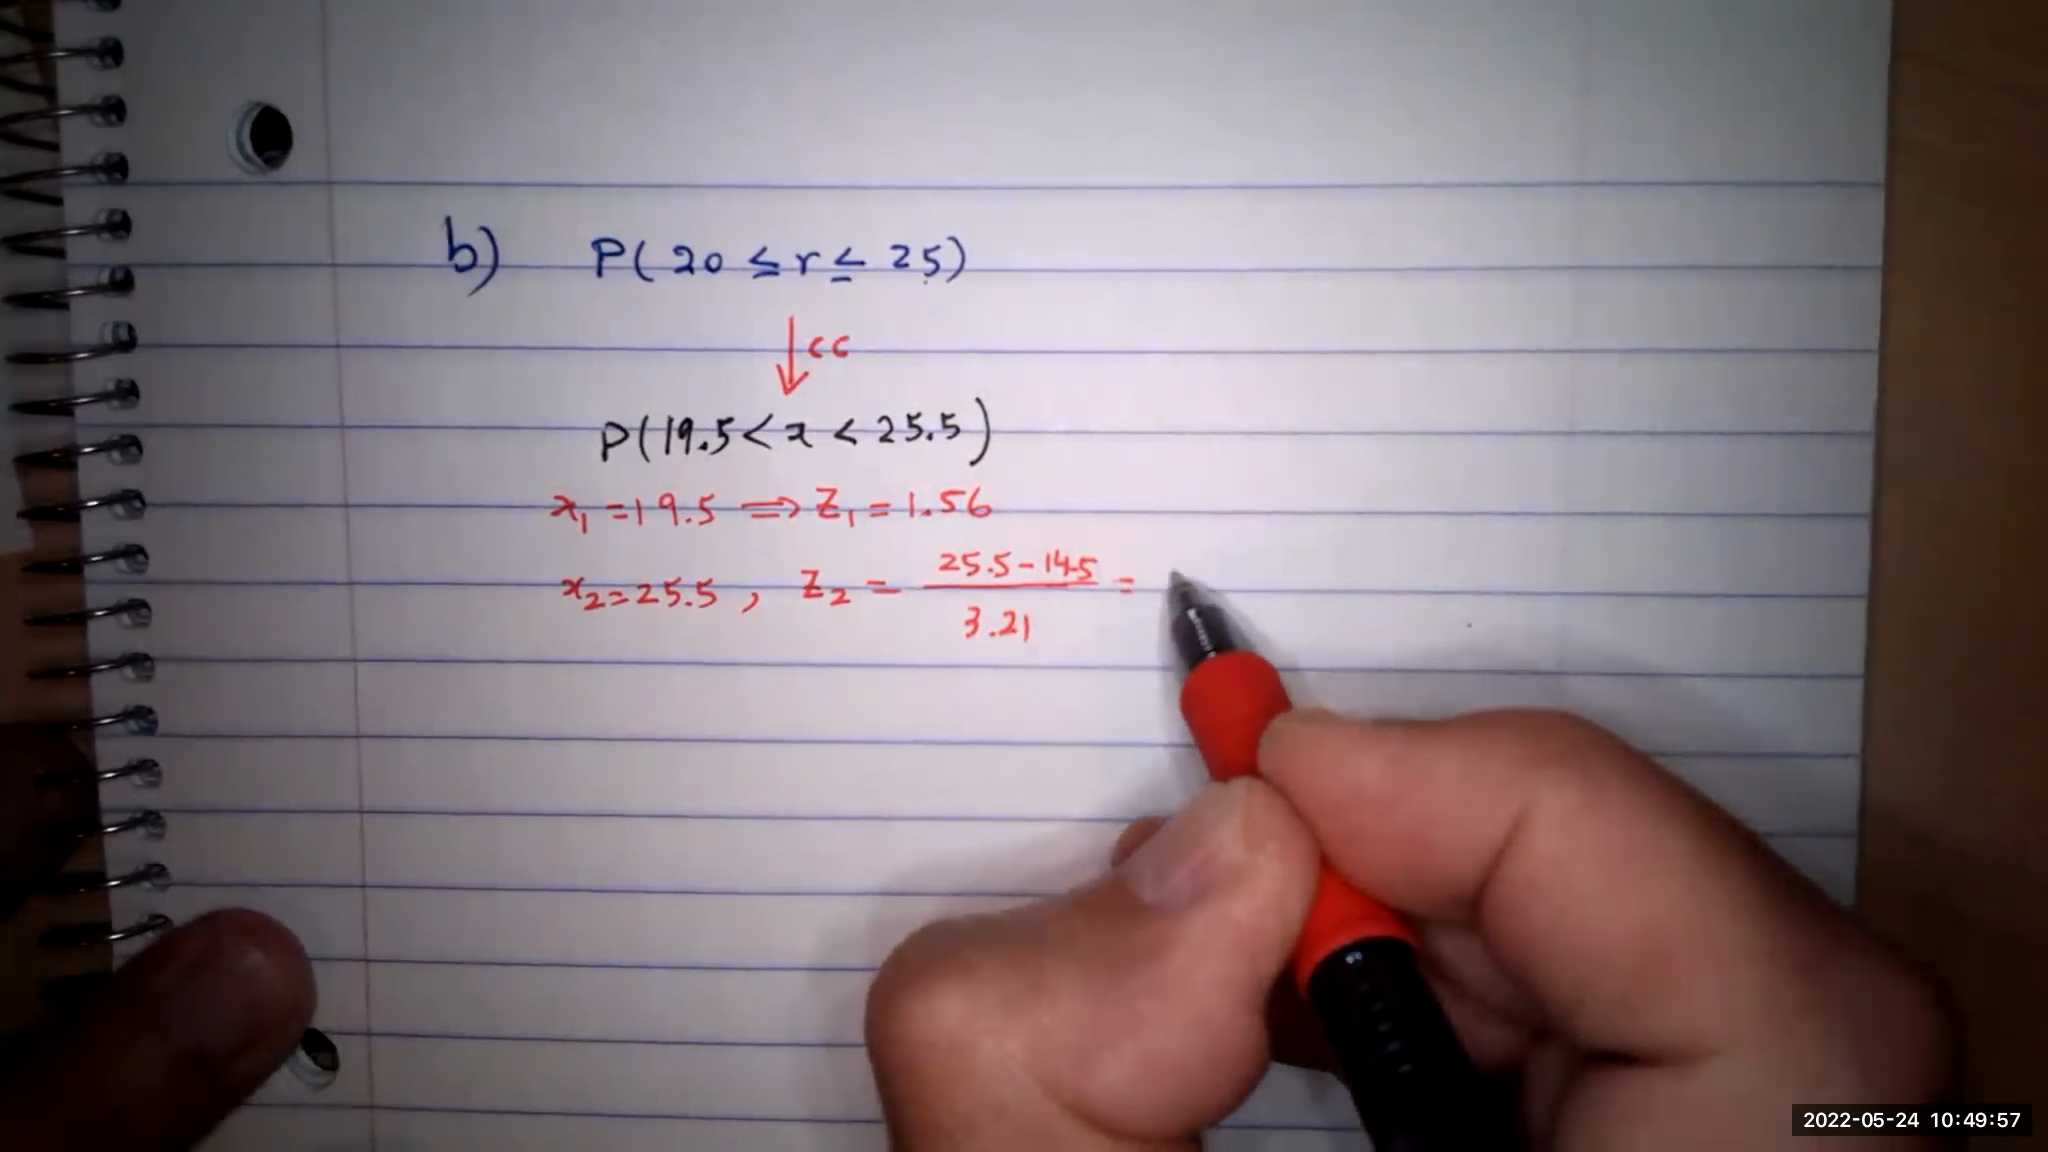 b) P( 20 ≤ r ≤ 25)
↓ cc
P(19.5 < x < 25.5)
x₁ = 19.5 ⟹ Z₁ = 1.56
x₂ = 25.5 , Z₂ = 25.5 - 14.5 / 3.21 =
2022-05-24 10:49:57